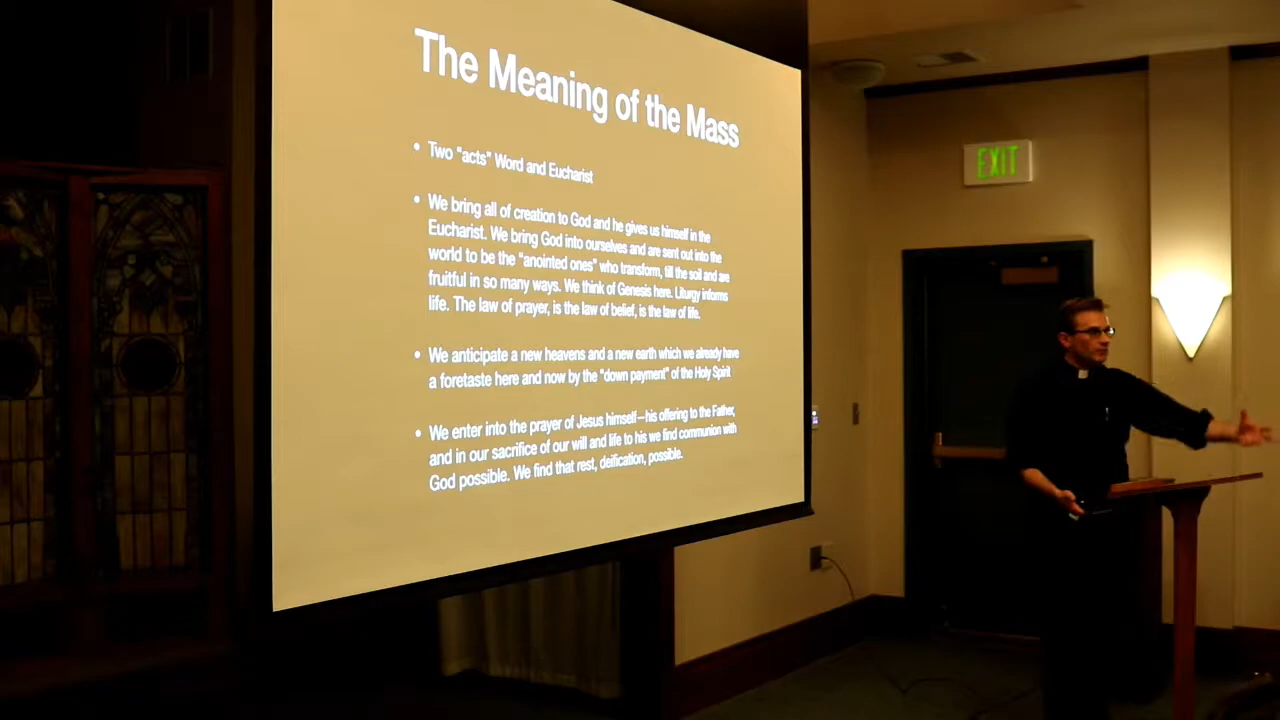 The Meaning of the Mass
• Two "acts" Word and Eucharist
• We bring all of creation to God and he gives us himself in the
Eucharist. We bring God into ourselves and are sent out into the
world to be the "anointed ones" who transform, till the soil and are
fruitful in so many ways. We think of Genesis here. Liturgy informs
life. The law of prayer, is the law of belief, is the law of life.
• We anticipate a new heavens and a new earth which we already have
a foretaste here and now by the "down payment" of the Holy Spirit
• We enter into the prayer of Jesus himself—his offering to the Father,
and in our sacrifice of our will and life to his we find communion with
God possible. We find that rest, deification, possible.
EXIT